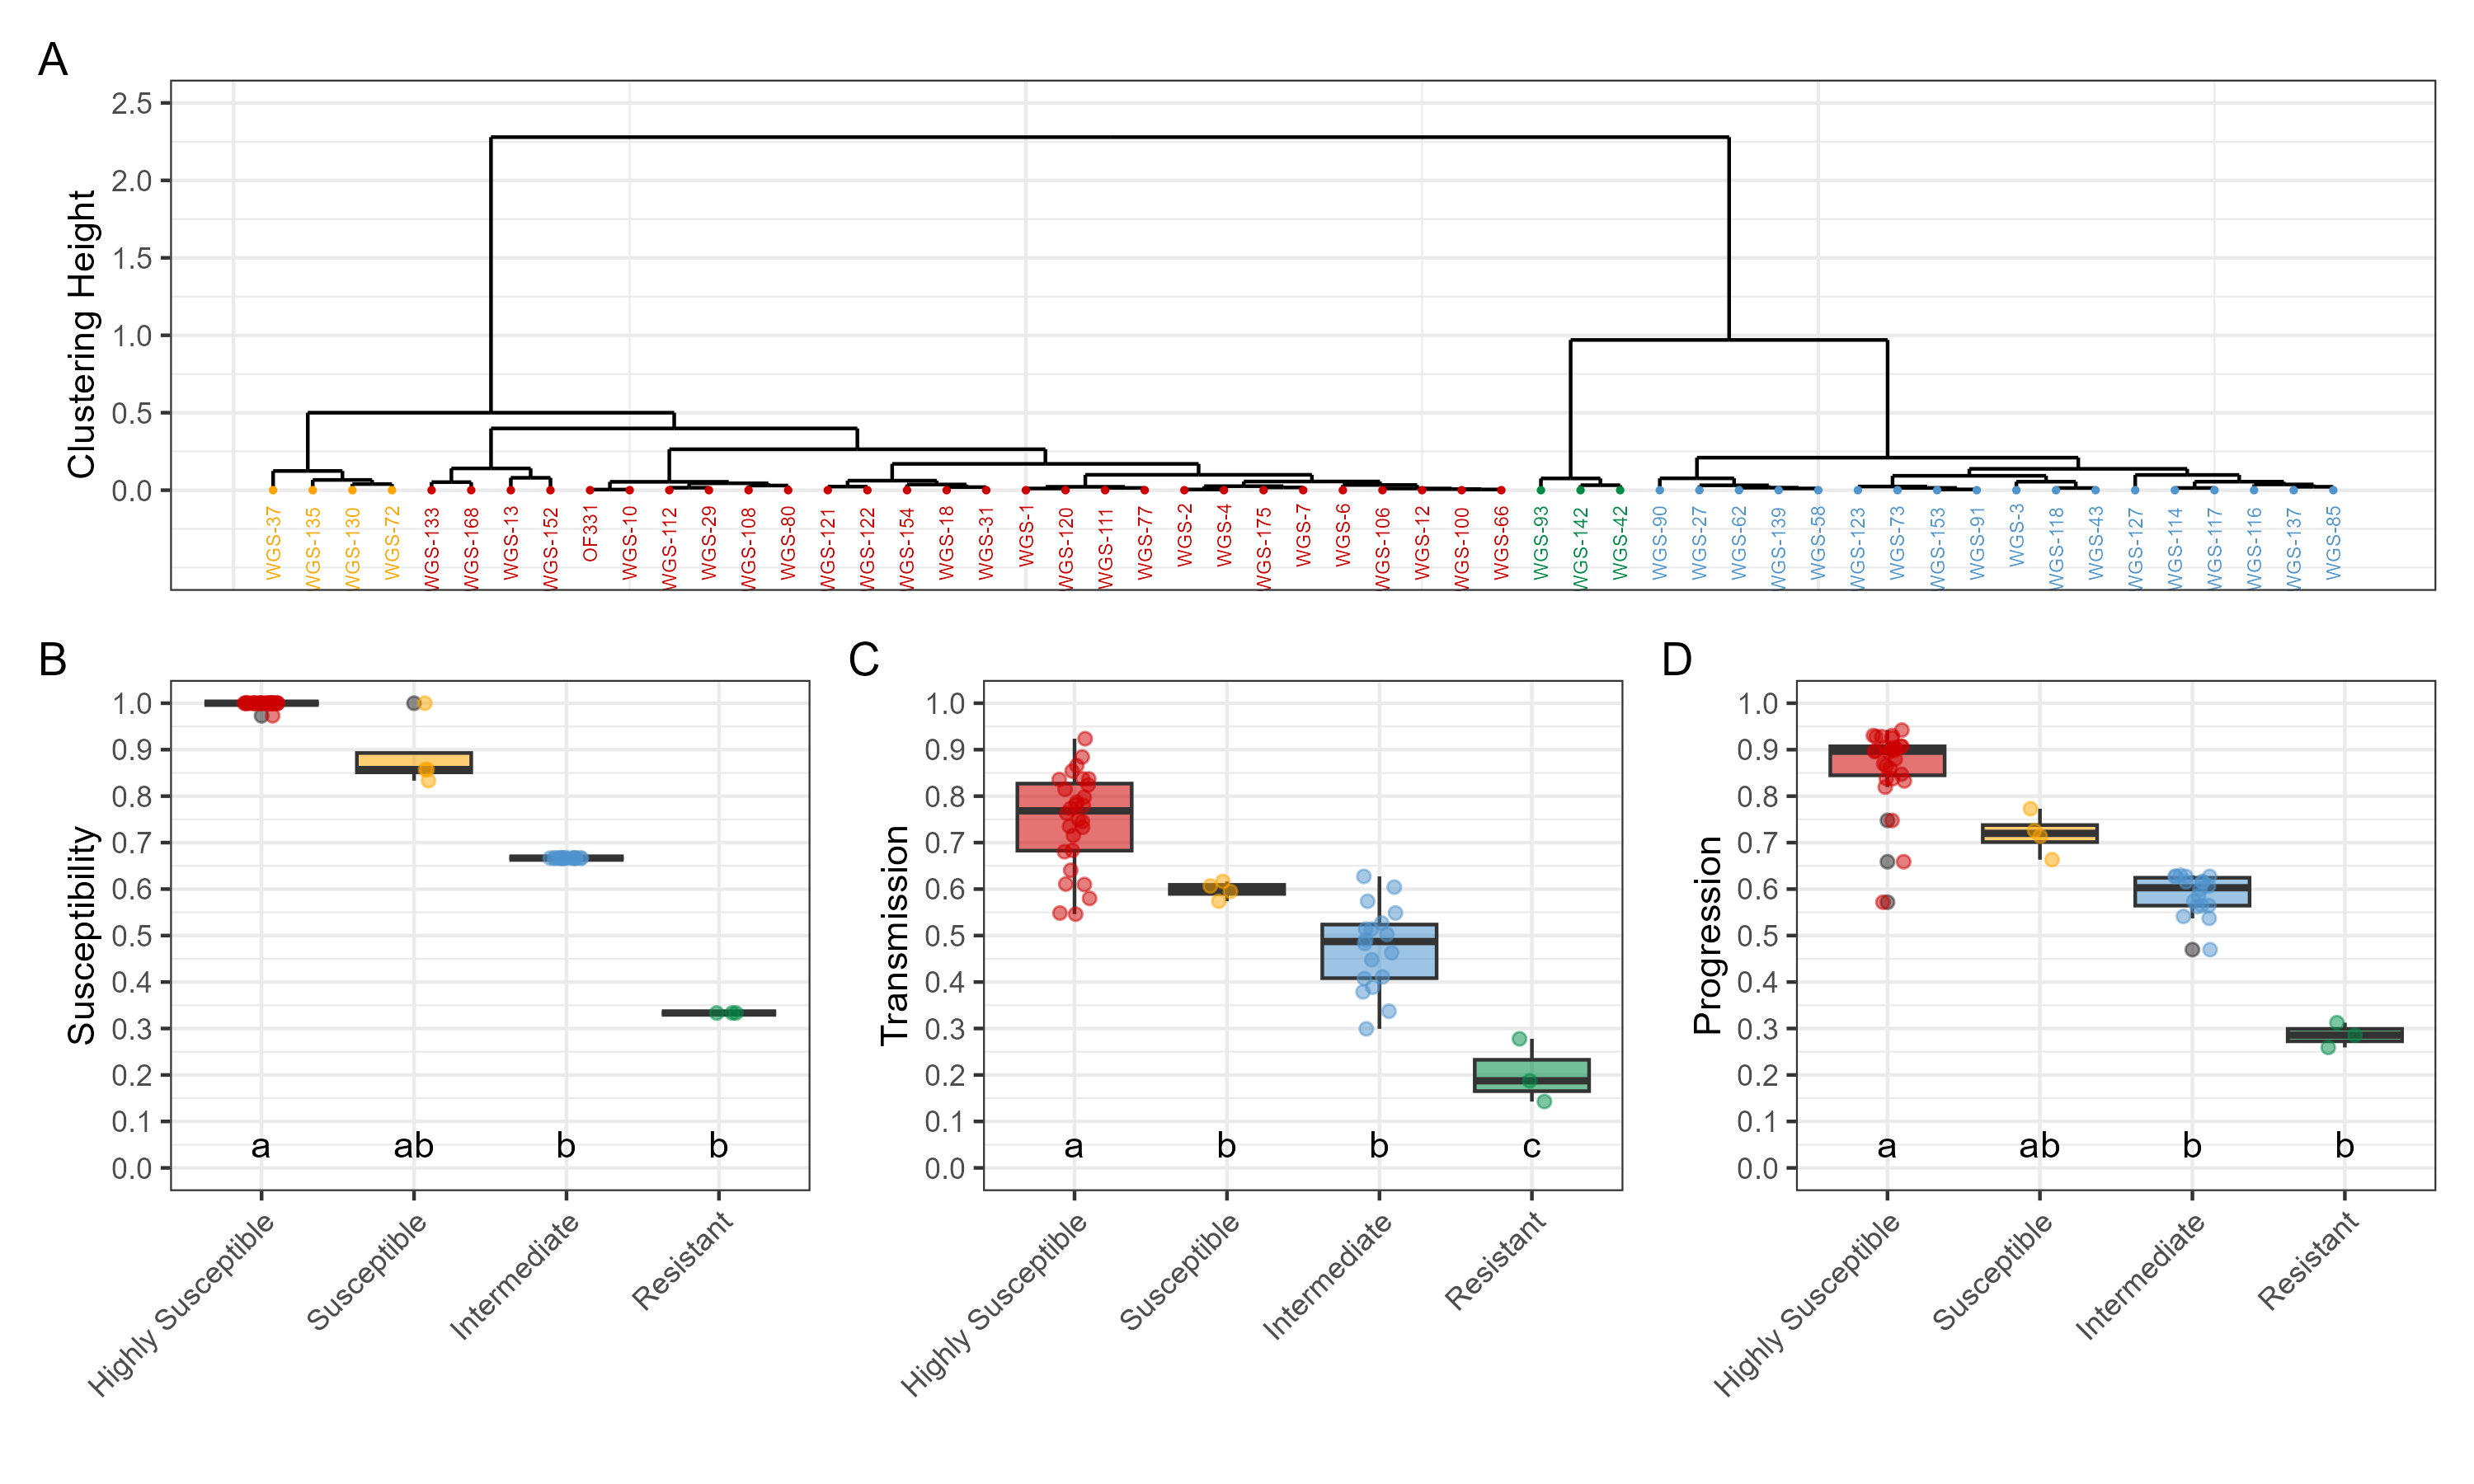 A
Clustering Height
2.5
2.0
1.5
1.0
0.5
0.0
WGS-37
WGS-135
WGS-130
WGS-72
WGS-133
WGS-168
WGS-13
WGS-152
OF331
WGS-10
WGS-112
WGS-29
WGS-108
WGS-80
WGS-121
WGS-122
WGS-154
WGS-18
WGS-31
WGS-1
WGS-120
WGS-111
WGS-77
WGS-2
WGS-4
WGS-175
WGS-7
WGS-6
WGS-106
WGS-12
WGS-100
WGS-66
WGS-93
WGS-142
WGS-42
WGS-90
WGS-27
WGS-62
WGS-139
WGS-58
WGS-123
WGS-73
WGS-153
WGS-91
WGS-3
WGS-118
WGS-43
WGS-127
WGS-114
WGS-117
WGS-116
WGS-137
WGS-85
B
Susceptibility
1.0
0.9
0.8
0.7
0.6
0.5
0.4
0.3
0.2
0.1
0.0
a ab b b
Highly Susceptible
Susceptible
Intermediate
Resistant
C
Transmission
1.0
0.9
0.8
0.7
0.6
0.5
0.4
0.3
0.2
0.1
0.0
a b b c
Highly Susceptible
Susceptible
Intermediate
Resistant
D
Progression
1.0
0.9
0.8
0.7
0.6
0.5
0.4
0.3
0.2
0.1
0.0
a ab b b
Highly Susceptible
Susceptible
Intermediate
Resistant